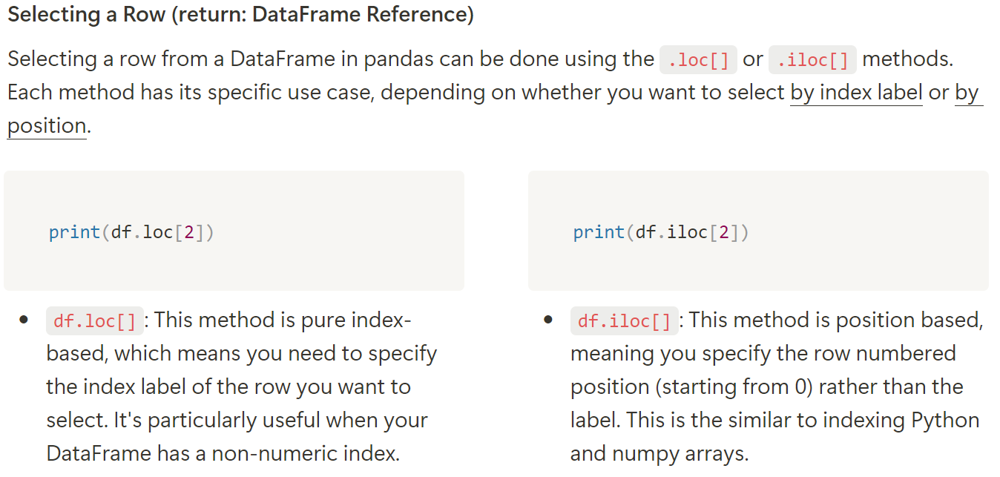 Selecting a Row (return: DataFrame Reference)
Selecting a row from a DataFrame in pandas can be done using the .loc[] or .iloc[] methods.
Each method has its specific use case, depending on whether you want to select by index label or by
position.
print(df.loc[2])
df.loc[]: This method is pure index-
based, which means you need to specify
the index label of the row you want to
select. It's particularly useful when your
DataFrame has a non-numeric index.
print(df.iloc[2])
df.iloc[]: This method is position based,
meaning you specify the row numbered
position (starting from 0) rather than the
label. This is the similar to indexing Python
and numpy arrays.